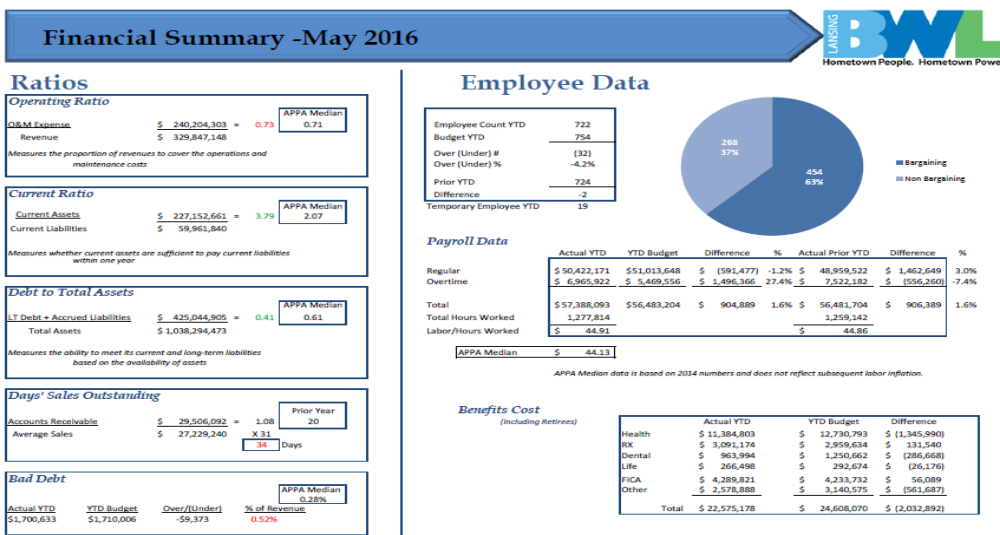 Financial Summary -May 2016
LANSING
BWL
Hometown People. Hometown Powe
Ratios
Operating Ratio
APPA Median
O&M Expense $ 240,204,303 = 0.73 0.71
Revenue $ 329,847,148
Measures the proportion of revenues to cover the operations and
maintenance costs
Current Ratio
APPA Median
Current Assets $ 227,152,661 = 3.79 2.07
Current Liabilities $ 59,961,840
Measures whether current assets are sufficient to pay current liabilities
within one year
Debt to Total Assets
APPA Median
LT Debt + Accrued Liabilities $ 425,044,905 = 0.41 0.61
Total Assets $ 1,038,294,473
Measures the ability to meet its current and long-term liabilities
based on the availability of assets
Days' Sales Outstanding
Prior Year
Accounts Receivable $ 29,506,092 = 1.08 20
Average Sales $ 27,229,240 X 31
34 Days
Bad Debt
APPA Median
0.28%
Actual YTD YTD Budget Over/(Under) % of Revenue
$1,700,633 $1,710,006 -$9,373 0.52%
Employee Data
Employee Count YTD 722
Budget YTD 754
Over (Under) # (32)
Over (Under) % -4.2%
Prior YTD 724
Difference -2
Temporary Employee YTD 19
268
37%
454
63%
Bargaining
Non Bargaining
Payroll Data
Actual YTD YTD Budget Difference % Actual Prior YTD Difference %
Regular $ 50,422,171 $51,013,648 $ (591,477) -1.2% $ 48,959,522 $ 1,462,649 3.0%
Overtime $ 6,965,922 $ 5,469,556 $ 1,496,366 27.4% $ 7,522,182 $ (556,260) -7.4%
Total $57,388,093 $56,483,204 $ 904,889 1.6% $ 56,481,704 $ 906,389 1.6%
Total Hours Worked 1,277,814 1,259,142
Labor/Hours Worked $ 44.91 $ 44.86
APPA Median $ 44.13
APPA Median data is based on 2014 numbers and does not reflect subsequent labor inflation.
Benefits Cost
(Including Retirees)
Actual YTD YTD Budget Difference
Health $ 11,384,803 $ 12,730,793 $ (1,345,990)
RX $ 3,091,174 $ 2,959,634 $ 131,540
Dental $ 963,994 $ 1,250,662 $ (286,668)
Life $ 266,498 $ 292,674 $ (26,176)
FICA $ 4,289,821 $ 4,233,732 $ 56,089
Other $ 2,578,888 $ 3,140,575 $ (561,687)
Total $ 22,575,178 $ 24,608,070 $ (2,032,892)